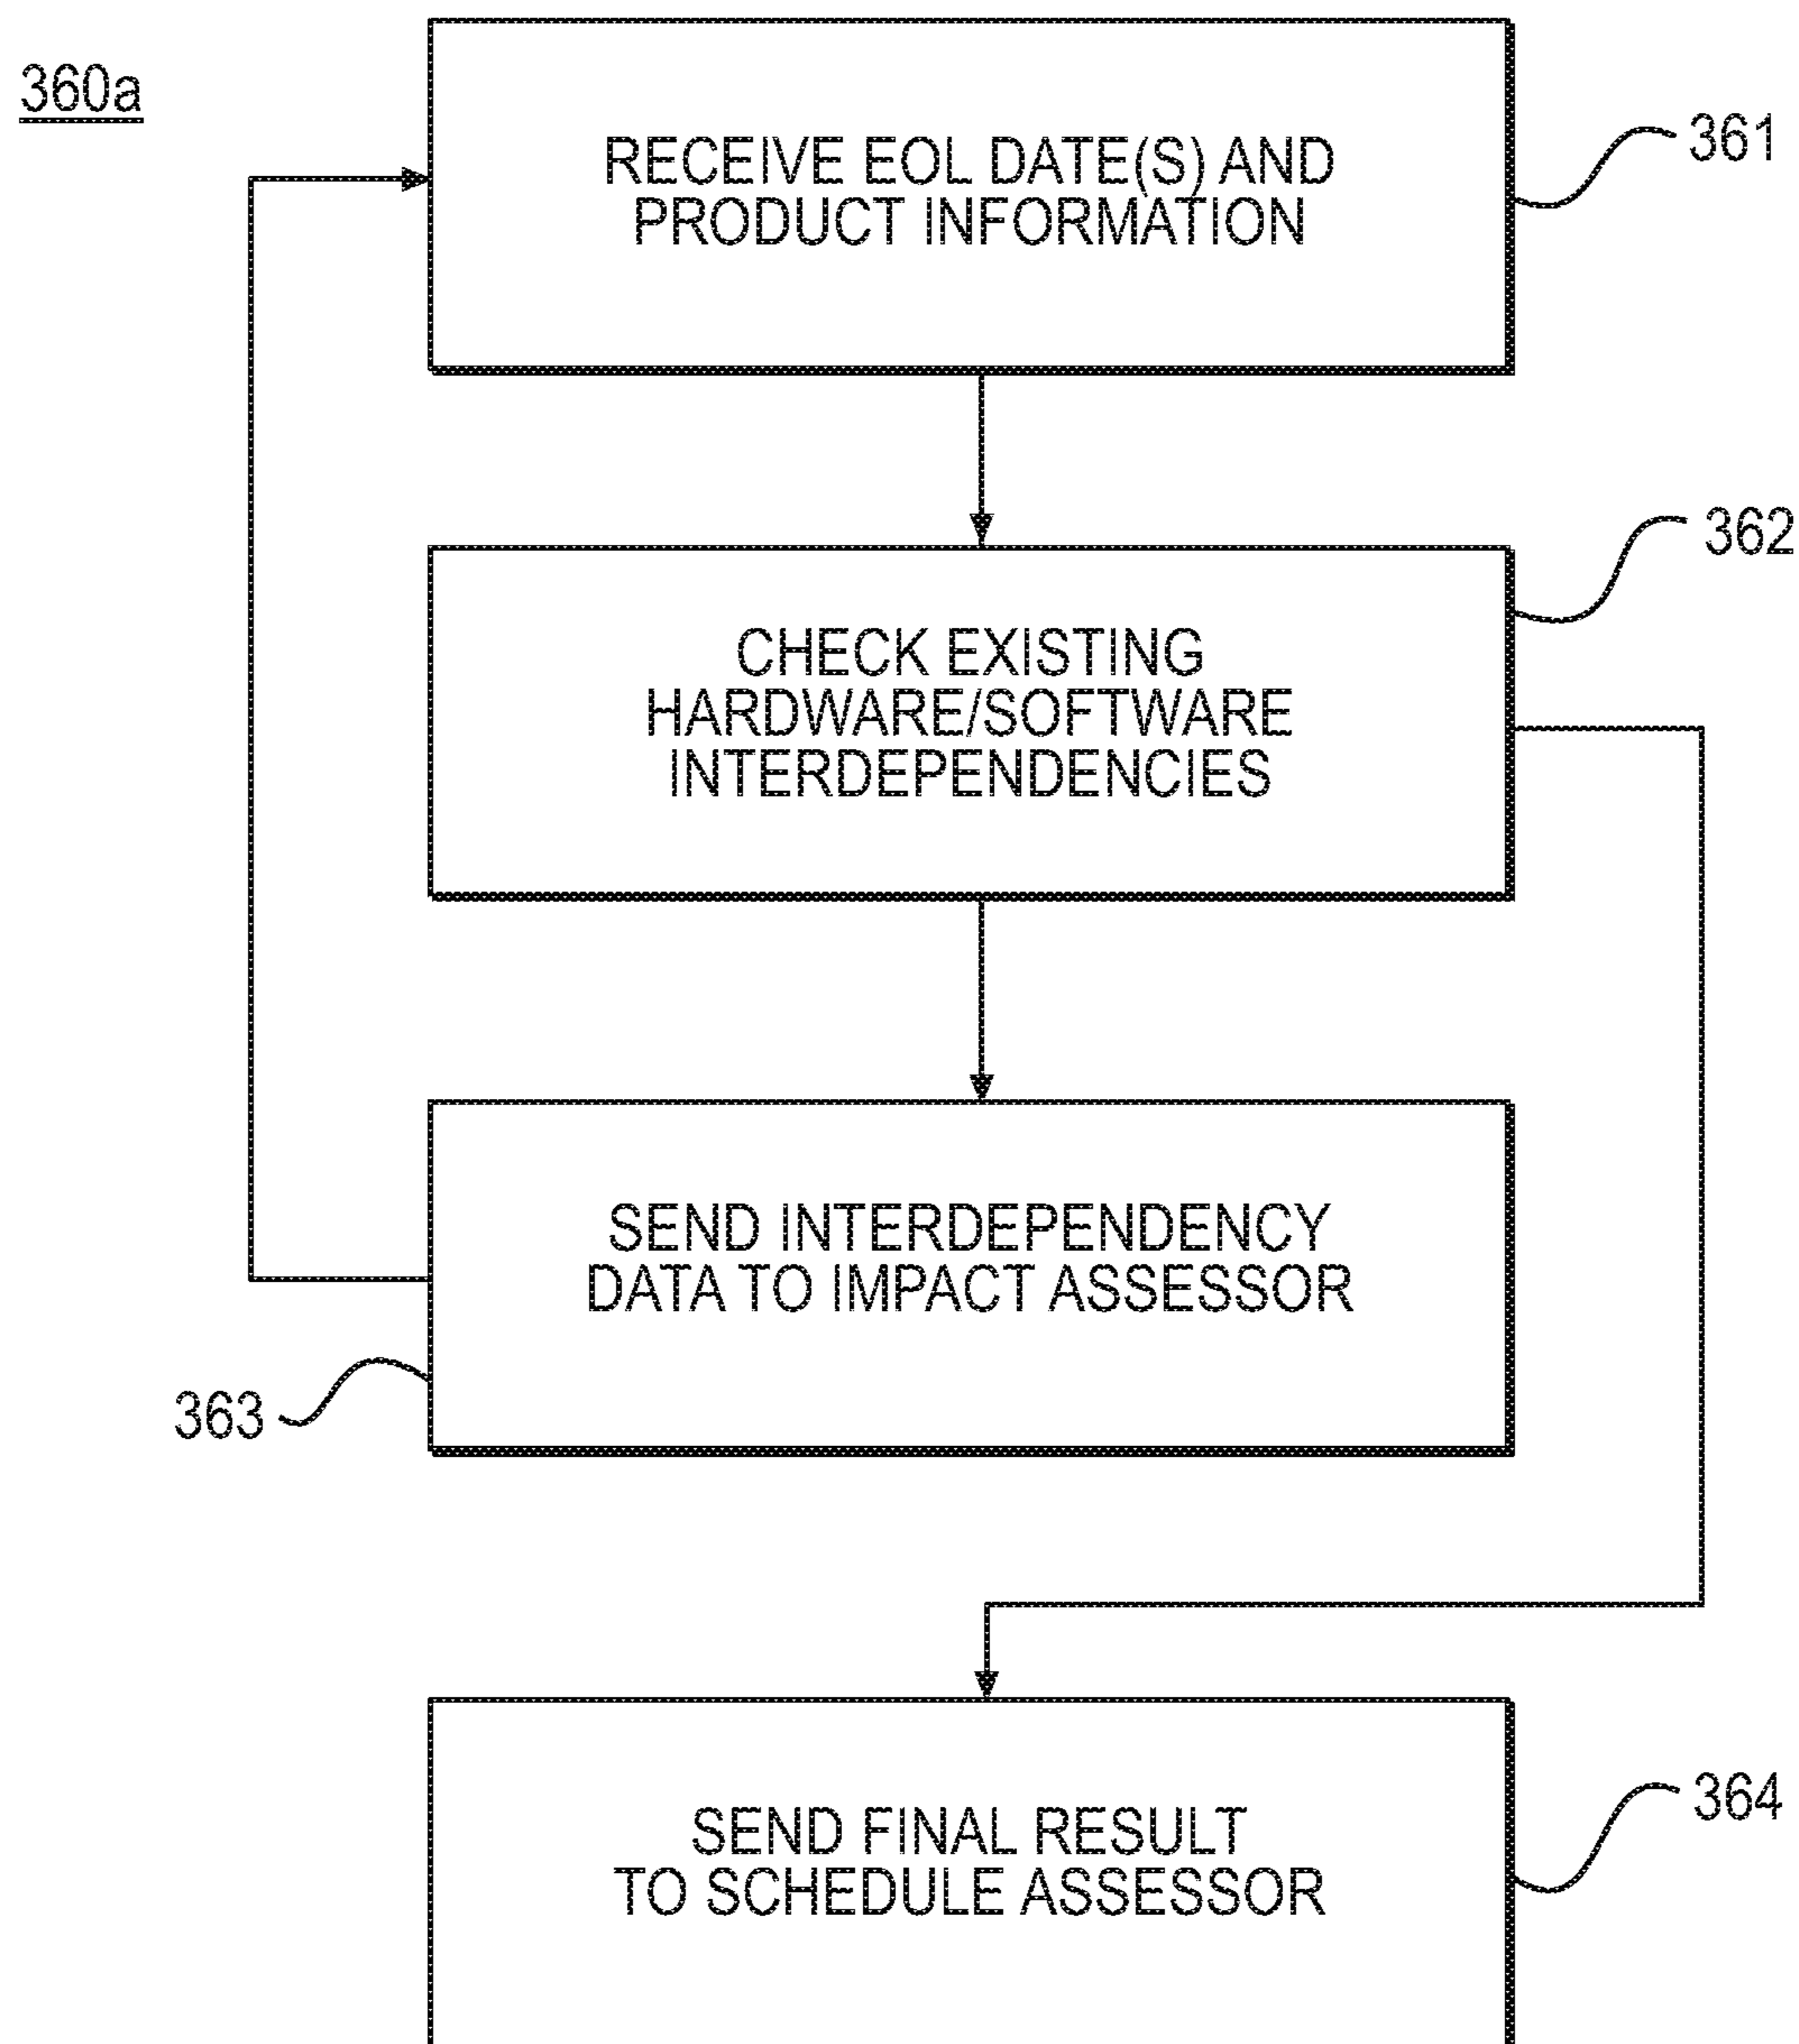 360a
RECEIVE EOL DATE(S) AND
PRODUCT INFORMATION
361
362
CHECK EXISTING
HARDWARE/SOFTWARE
INTERDEPENDENCIES
SEND INTERDEPENDENCY
DATA TO IMPACT ASSESSOR
363
SEND FINAL RESULT
TO SCHEDULE ASSESSOR
364